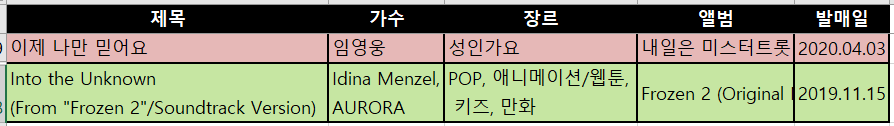 제목 가수 장르 앨범 발매일
이제 나만 믿어요 임영웅 성인가요 내일은 미스터트롯 2020.04.03
Into the Unknown Idina Menzel, POP, 애니메이션/웹툰,
(From "Frozen 2"/Soundtrack Version) AURORA 키즈, 만화 Frozen 2 (Original 2019.11.15